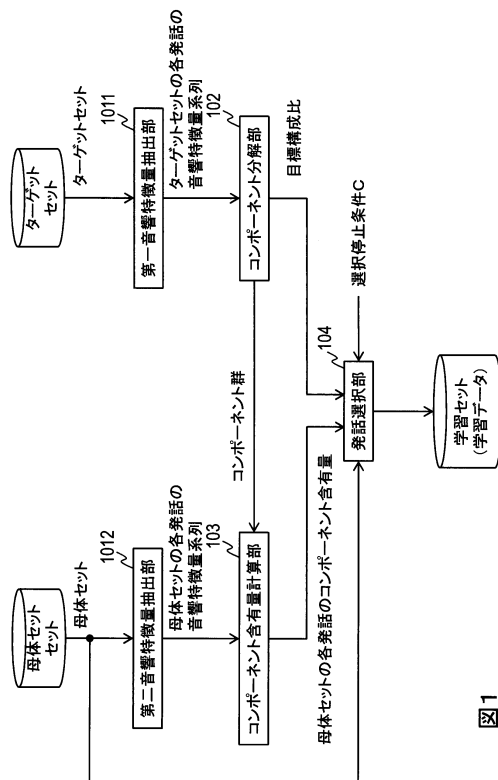 母体セット
セット
母体セット
1012
第二音響特徴量抽出部
母体セットの各発話の
音響特徴量系列
103
コンポーネント含有量計算部
母体セットの各発話のコンポーネント含有量
コンポーネント群
ターゲット
セット
ターゲットセット
1011
第一音響特徴量抽出部
ターゲットセットの各発話の
音響特徴量系列
102
コンポーネント分解部
目標構成比
104
発話選択部
選択停止条件C
学習セット
(学習データ)
図1